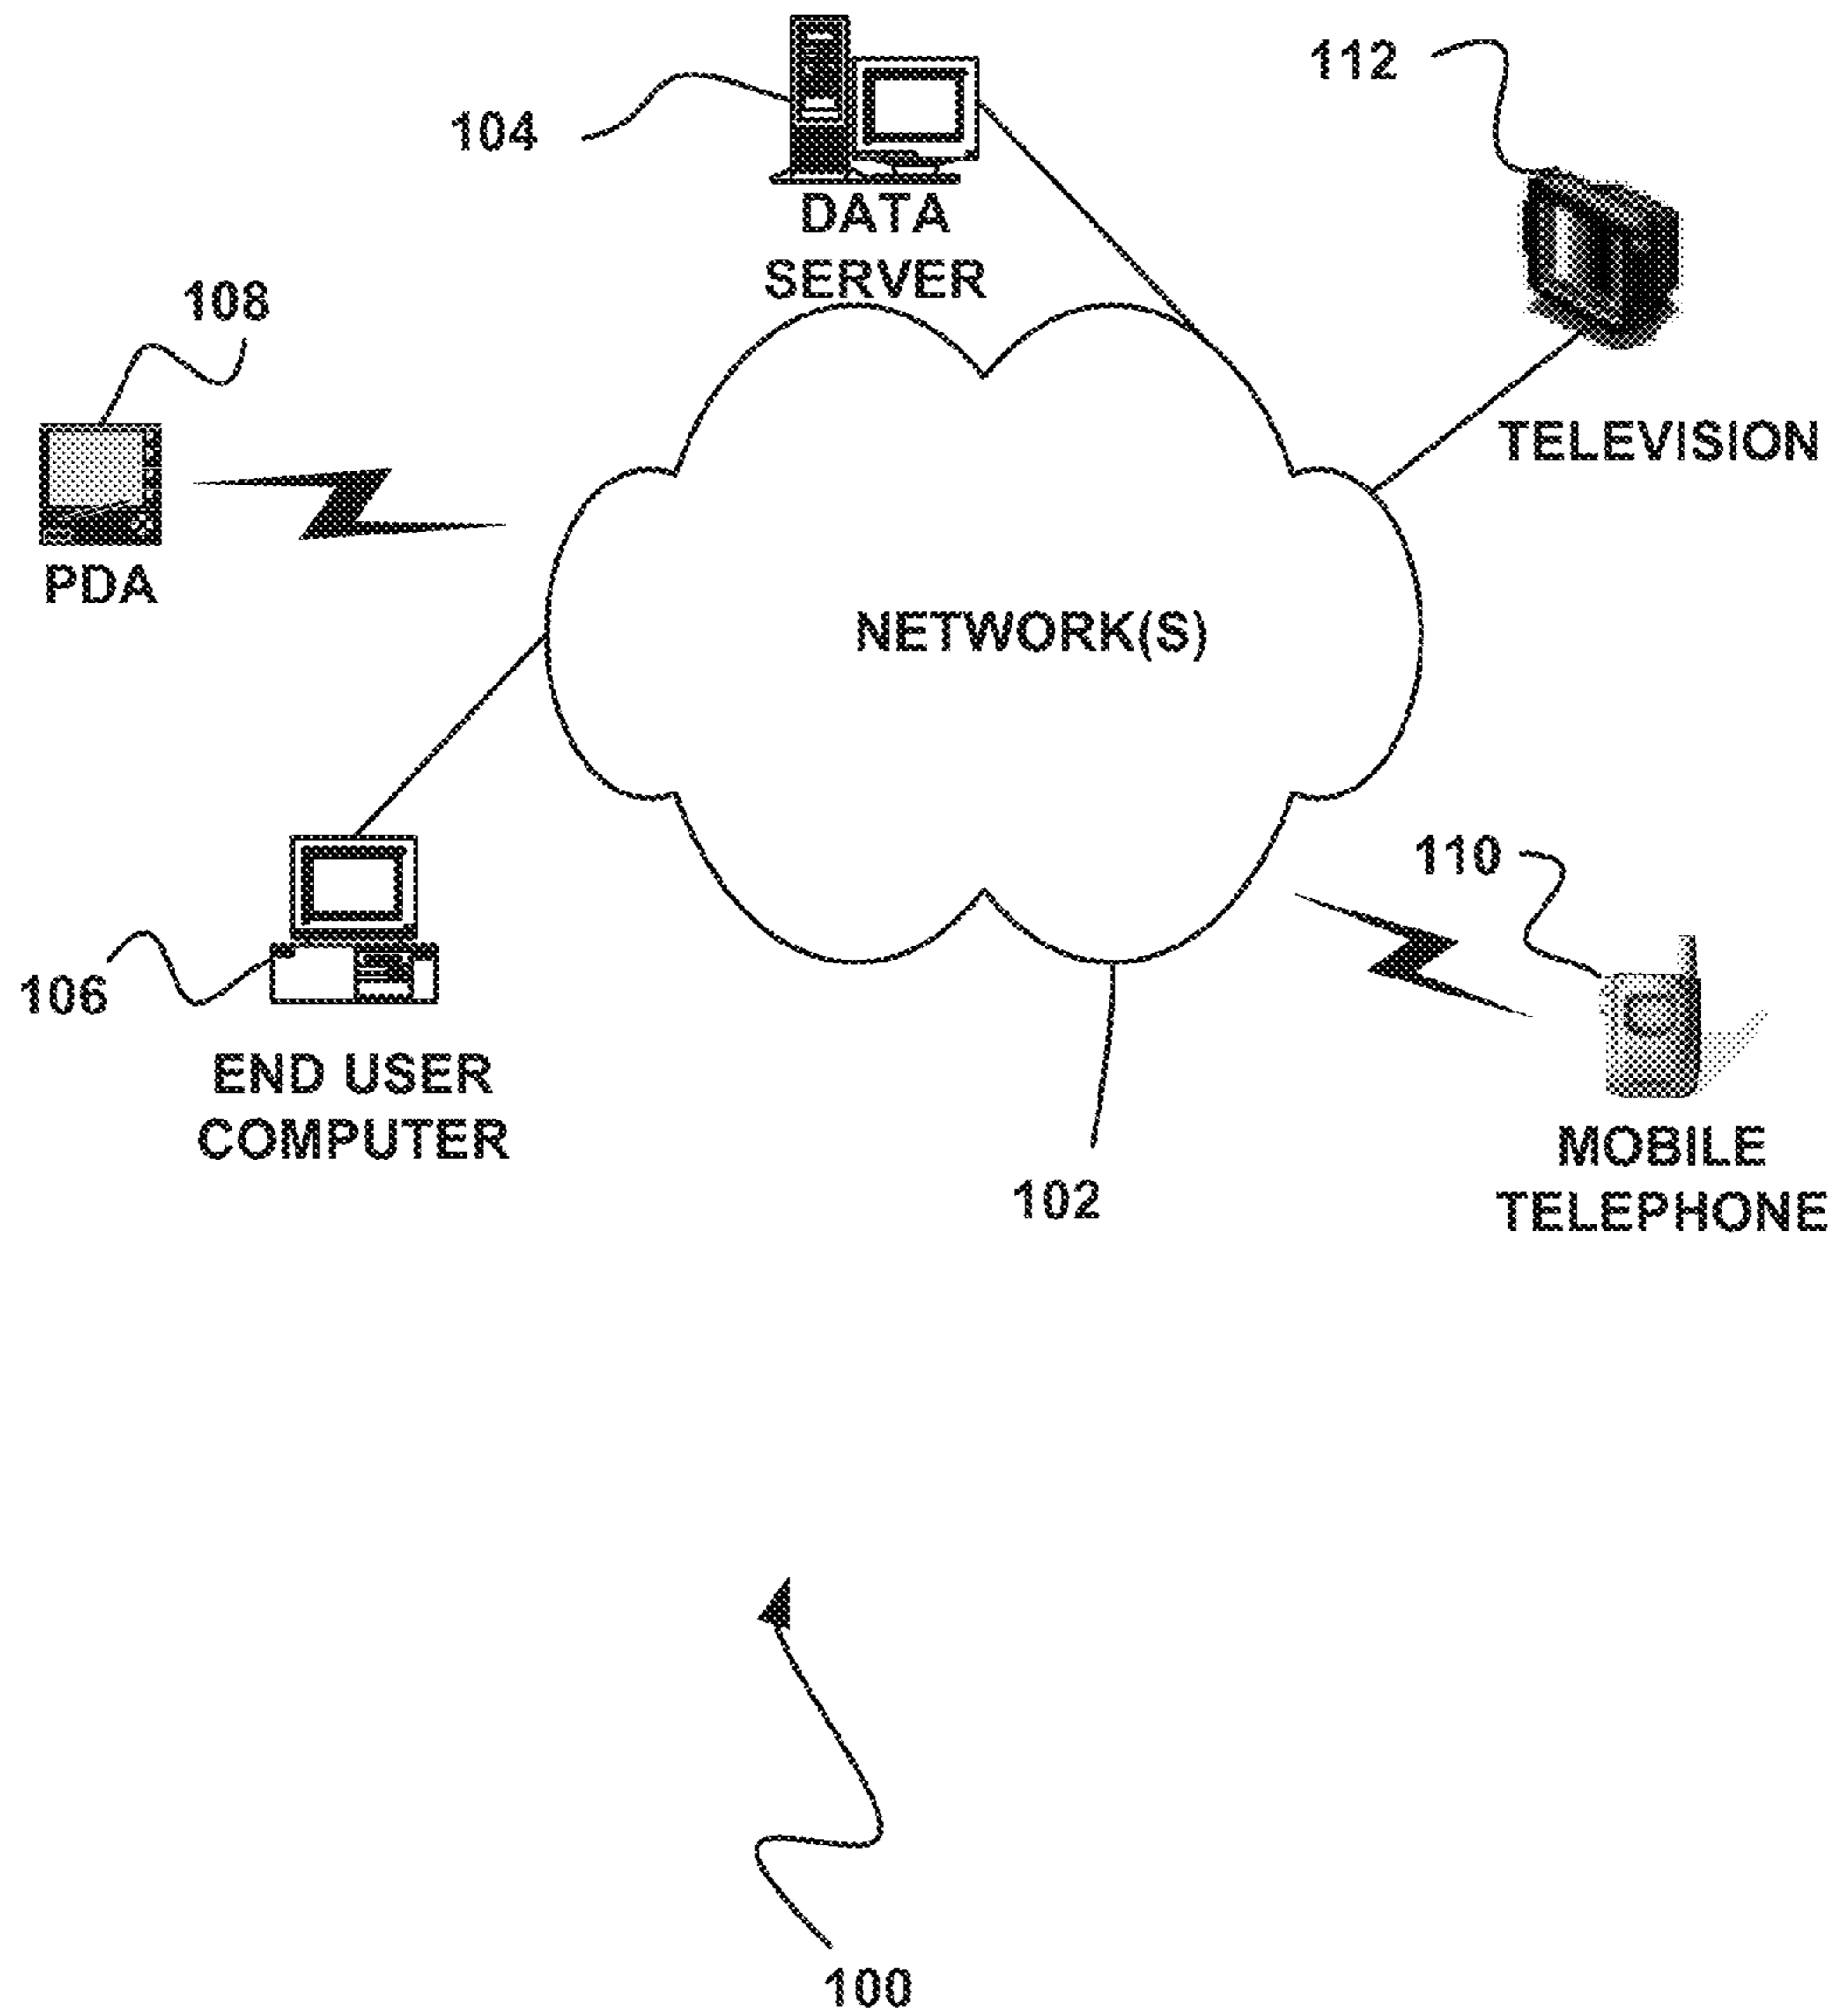 112
104
DATA
SERVER
108
TELEVISION
PDA
NETWORK(S)
110
106
END USER
COMPUTER
MOBILE
TELEPHONE
102
100